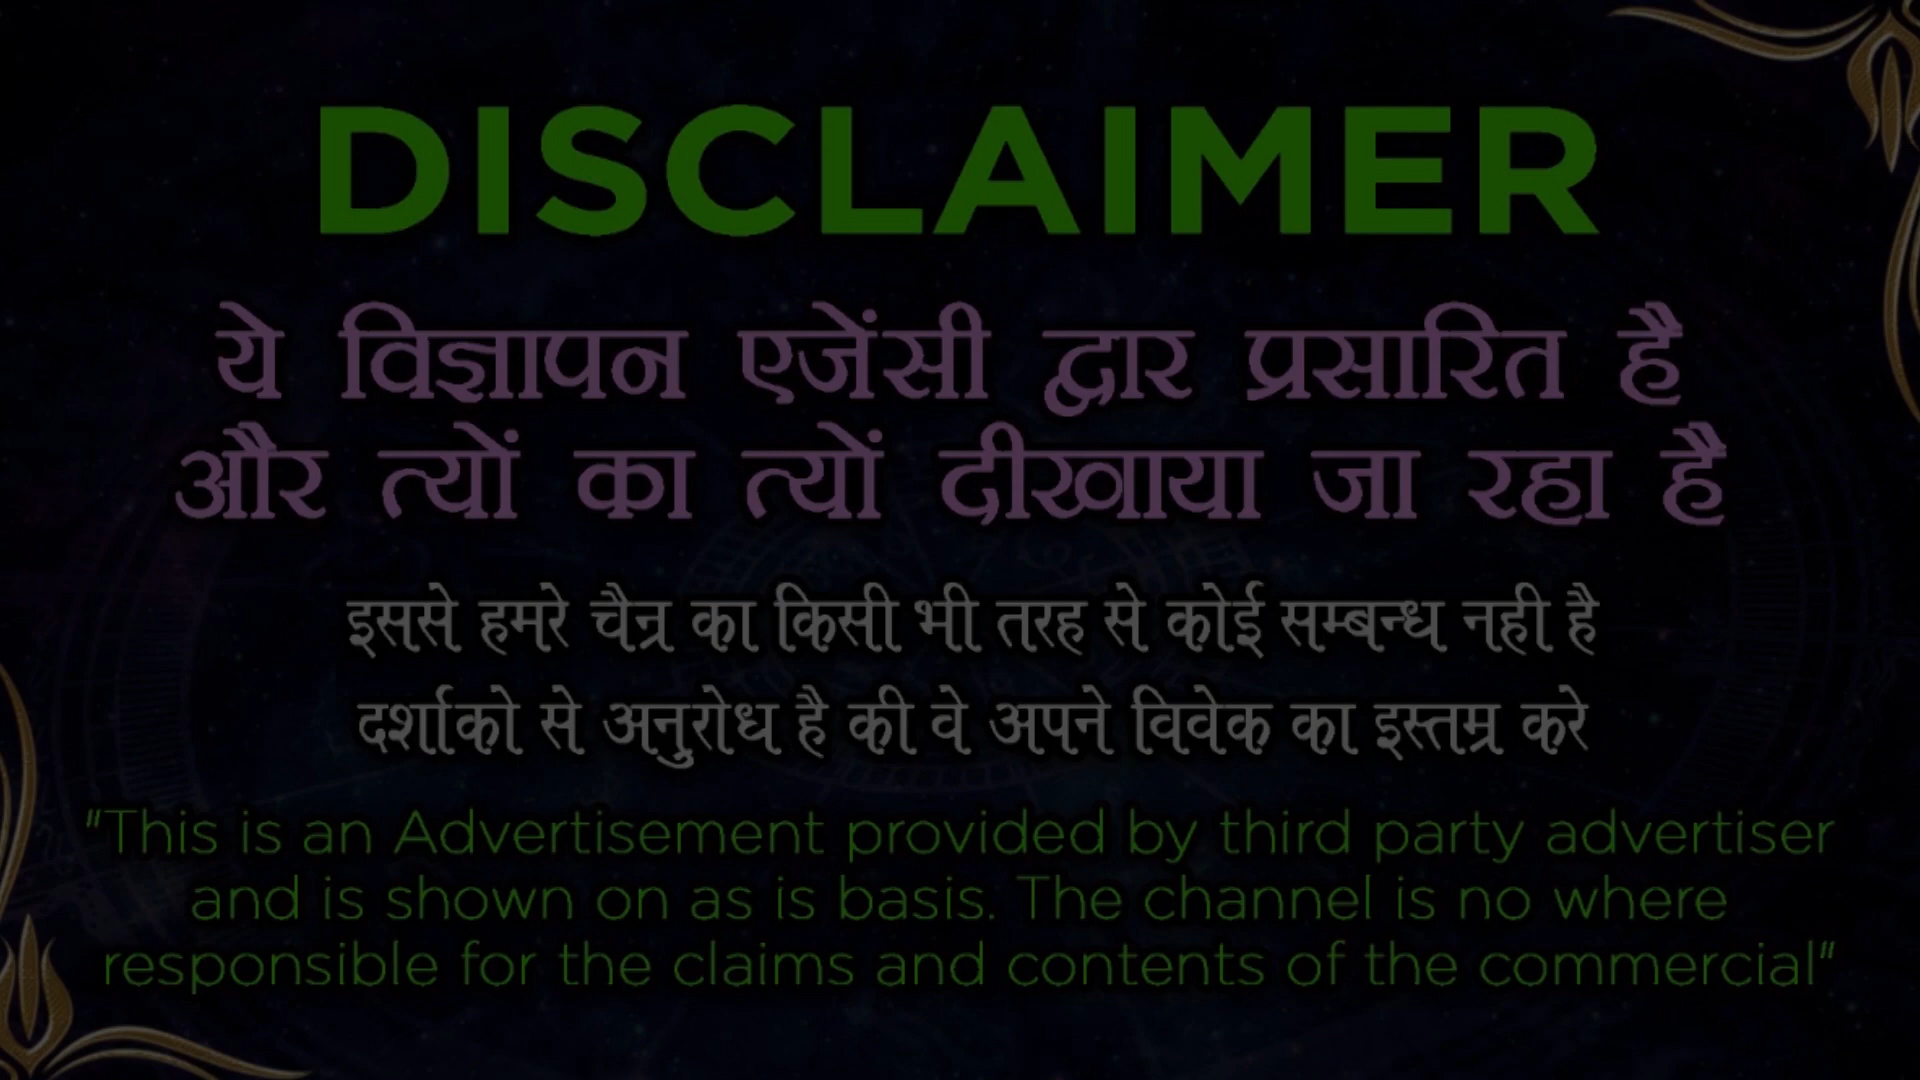 DISCLAIMER
ये विज्ञापन एजेंसी द्वार प्रसारित है
और त्यों का त्यों दीखाया जा रहा है
इससे हमरे चैन्र का किसी भी तरह से कोई सम्बन्ध नही है
दर्शाको से अनुरोध है की वे अपने विवेक का इस्तम्र करे
"This is an Advertisement provided by third party advertiser
and is shown on as is basis. The channel is no where
responsible for the claims and contents of the commercial"